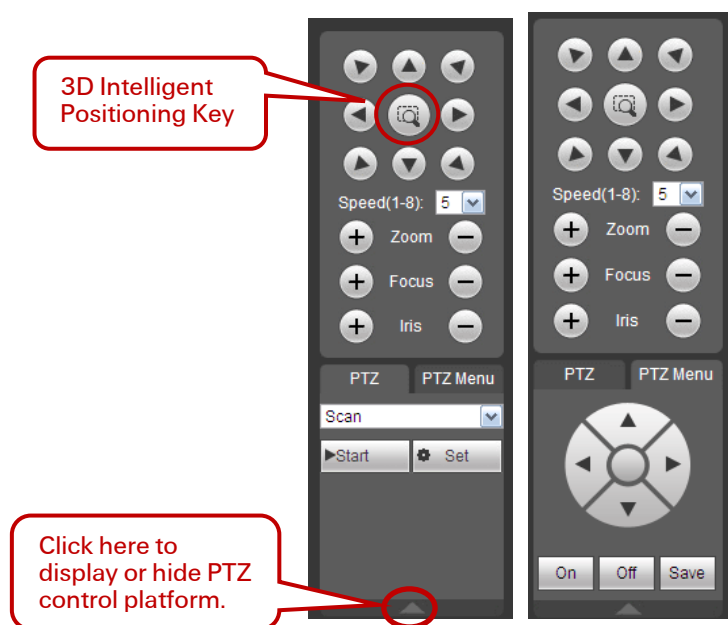 3D Intelligent
Positioning Key
Speed(1-8): 5
Zoom
Focus
Iris
PTZ PTZ Menu
Scan
Start Set
Click here to
display or hide PTZ
control platform.
Speed(1-8): 5
Zoom
Focus
Iris
PTZ PTZ Menu
On Off Save